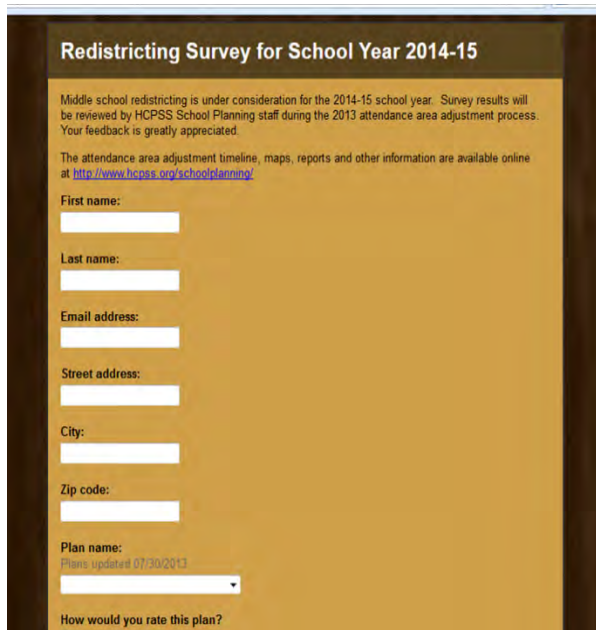 Redistricting Survey for School Year 2014-15
Middle school redistricting is under consideration for the 2014-15 school year. Survey results will
be reviewed by HCPSS School Planning staff during the 2013 attendance area adjustment process.
Your feedback is greatly appreciated.
The attendance area adjustment timeline, maps, reports and other information are available online
at http://www.hcpss.org/schoolplanning/
First name:
Last name:
Email address:
Street address:
City:
Zip code:
Plan name:
Plans updated 07/30/2013
How would you rate this plan?